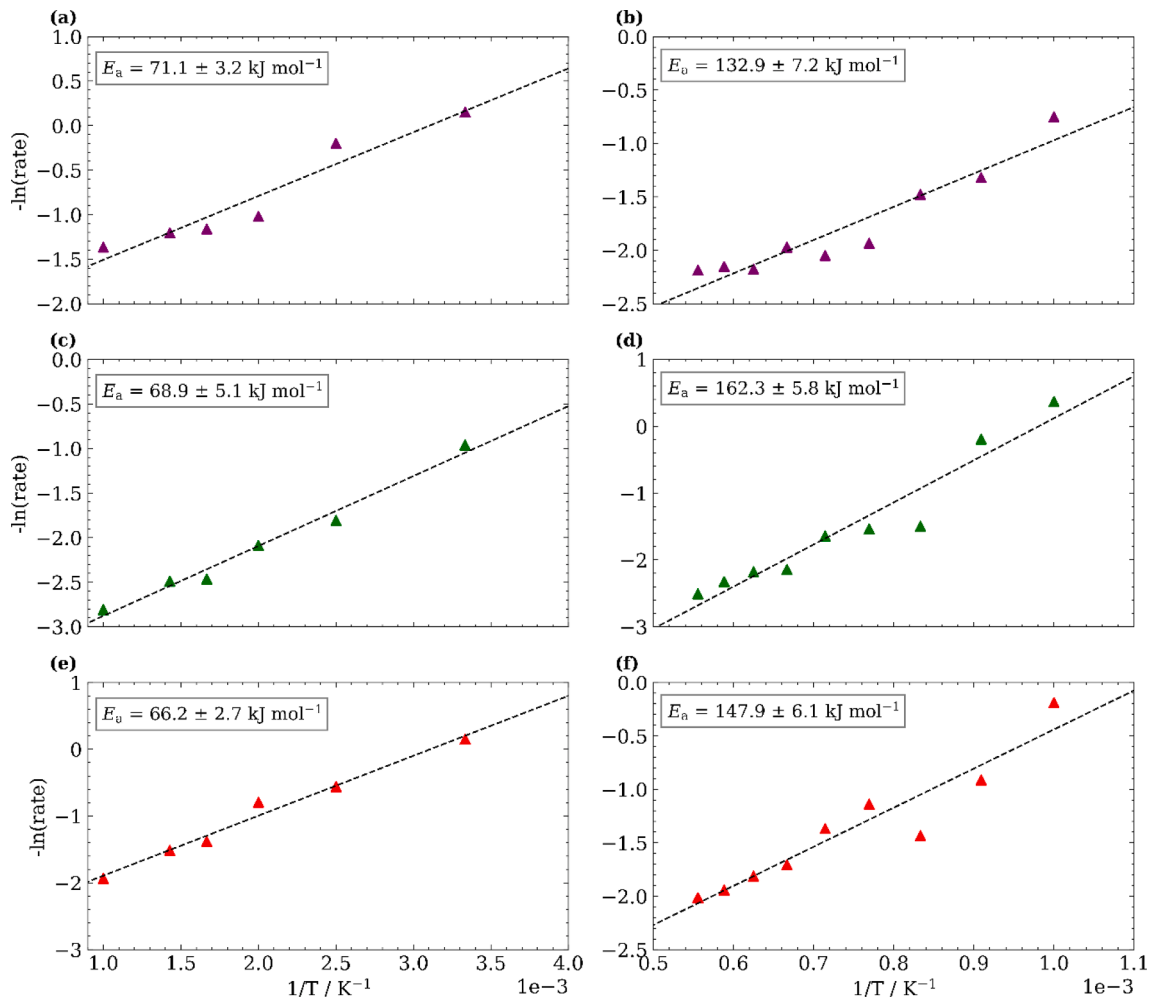 (a)
1.0
0.5
0.0
−0.5
−1.0
−1.5
−2.0
-ln(rate)
Ea = 71.1 ± 3.2 kJ mol−1
(b)
0.0
−0.5
−1.0
−1.5
−2.0
−2.5
Ea = 132.9 ± 7.2 kJ mol−1
(c)
0.0
−0.5
−1.0
−1.5
−2.0
−2.5
−3.0
-ln(rate)
Ea = 68.9 ± 5.1 kJ mol−1
(d)
1
0
−1
−2
−3
Ea = 162.3 ± 5.8 kJ mol−1
(e)
1
0
−1
−2
−3
-ln(rate)
Ea = 66.2 ± 2.7 kJ mol−1
1.0 1.5 2.0 2.5 3.0 3.5 4.0
1/T / K−1
1e−3
(f)
0.0
−0.5
−1.0
−1.5
−2.0
−2.5
Ea = 147.9 ± 6.1 kJ mol−1
0.5 0.6 0.7 0.8 0.9 1.0 1.1
1/T / K−1
1e−3